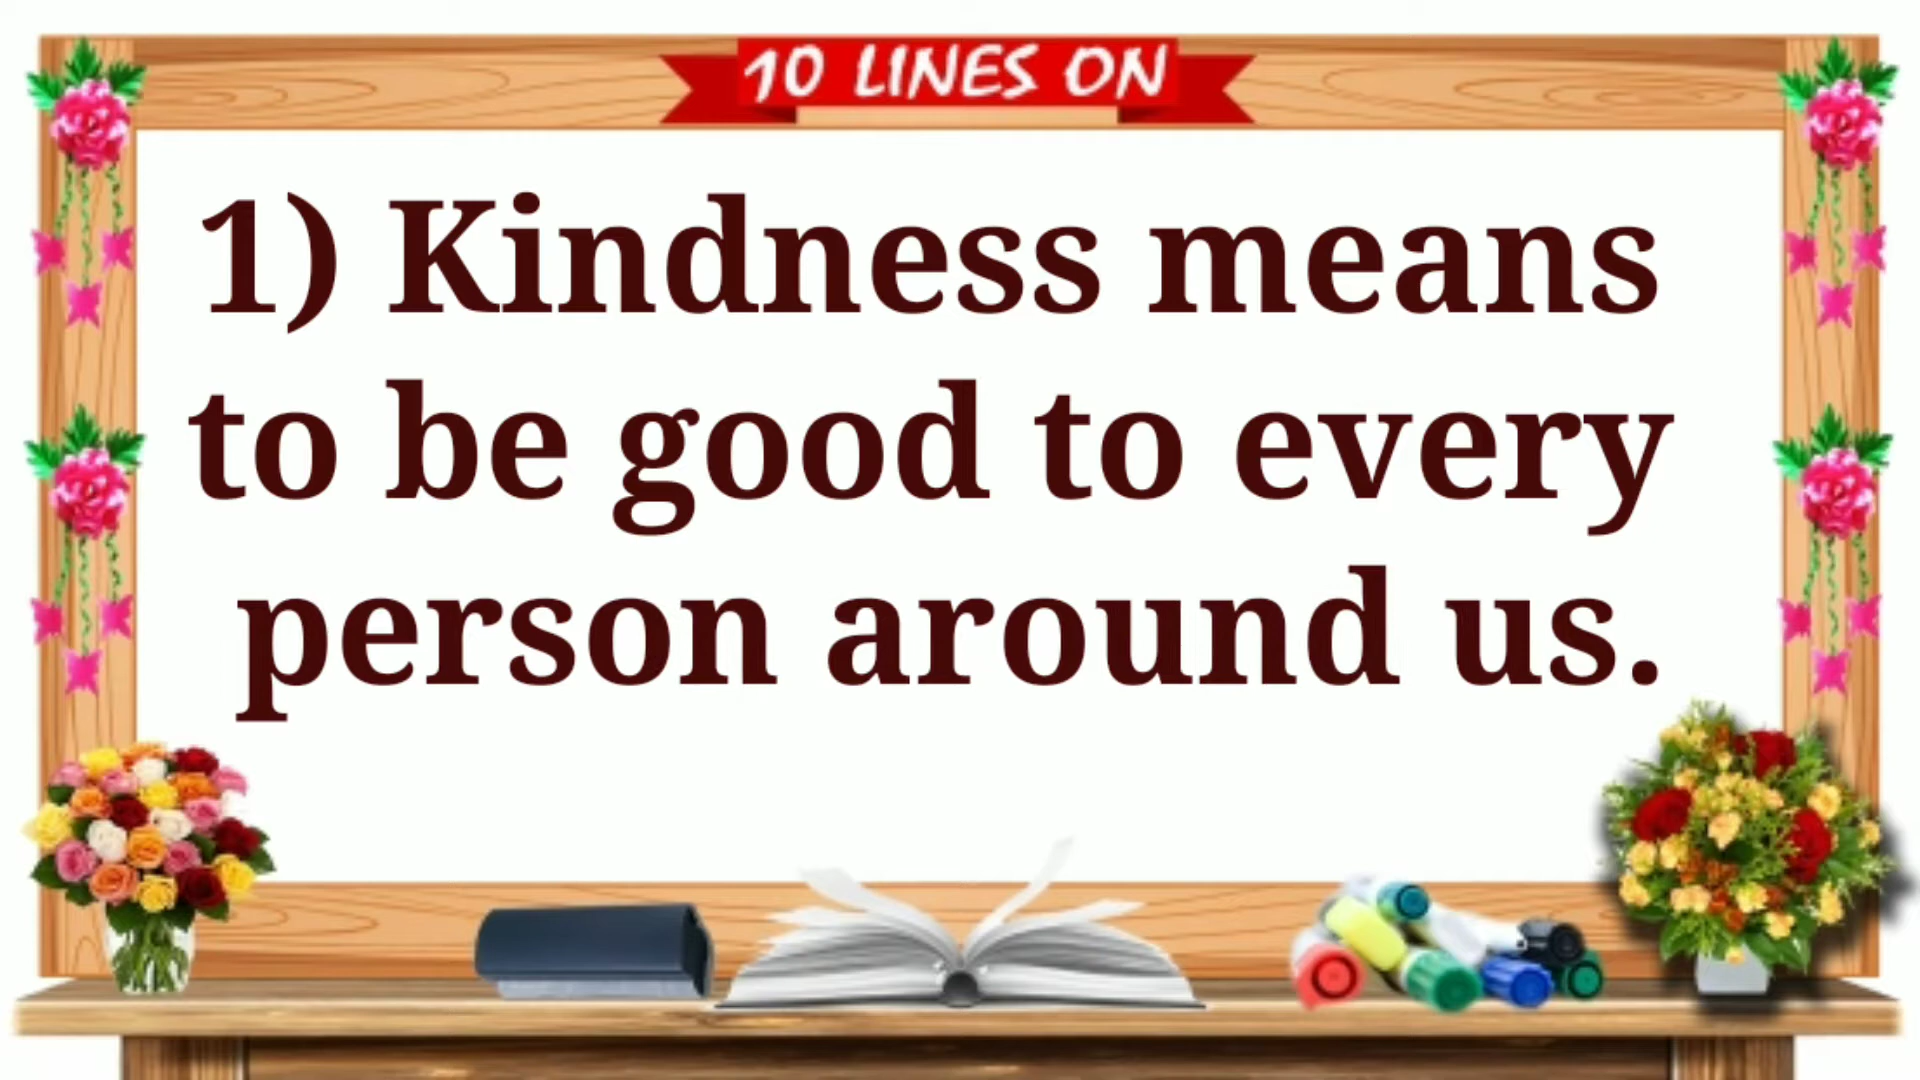 10 LINES ON
1) Kindness means
to be good to every
person around us.